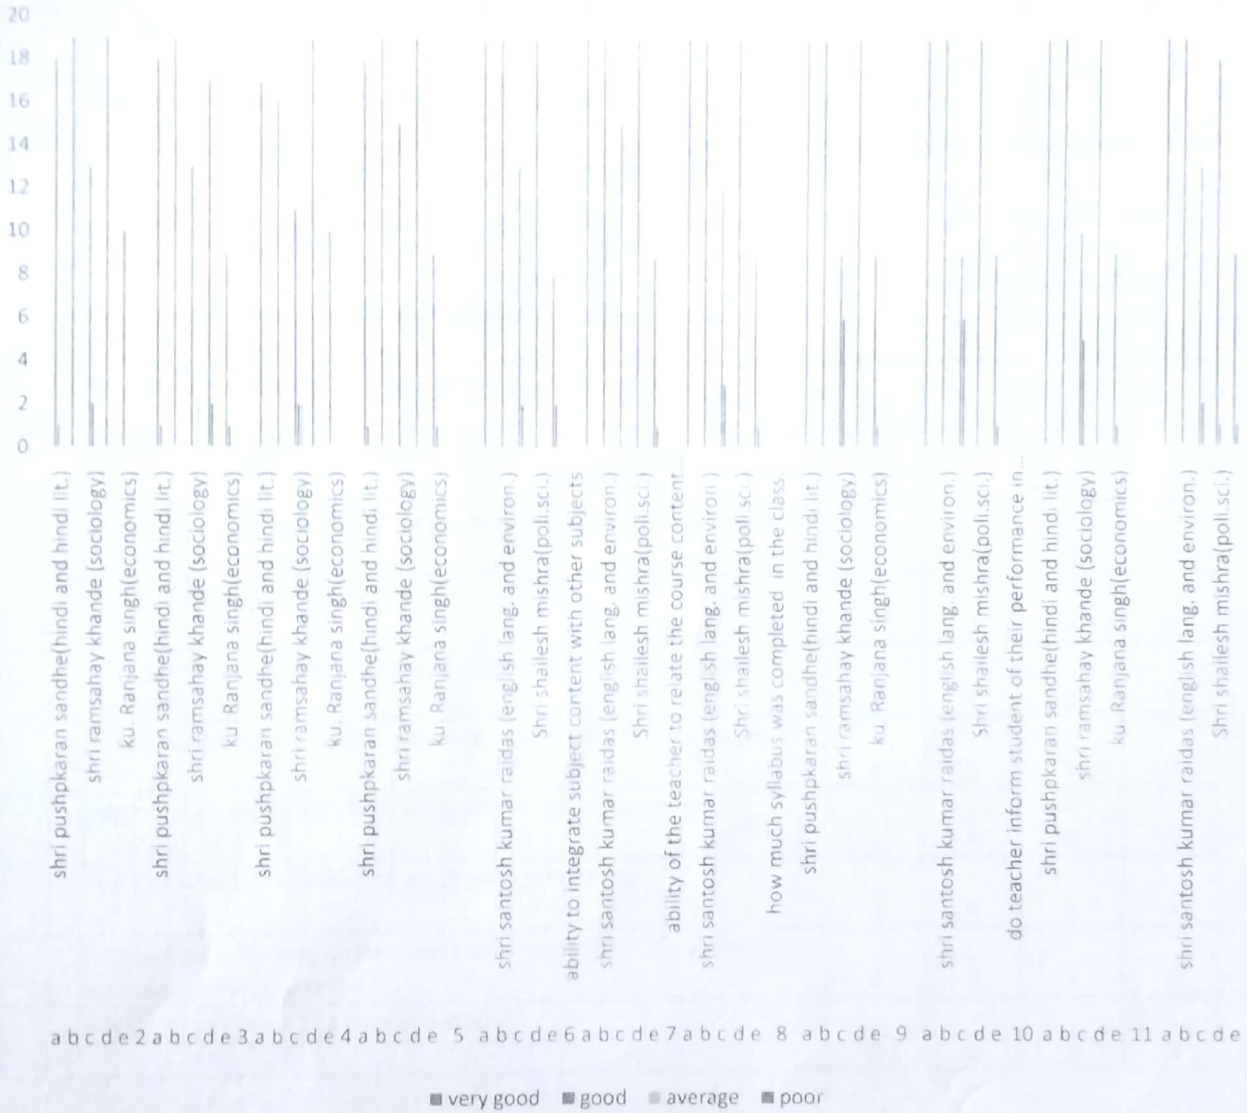 20
18
16
14
12
10
8
6
4
2
0
shri pushpkaran sandhe(hindi and hindi lit.)
shri ramsahay khande (sociology)
ku. Ranjana singh(economics)
shri pushpkaran sandhe(hindi and hindi lit.)
shri ramsahay khande (sociology)
ku. Ranjana singh(economics)
shri pushpkaran sandhe(hindi and hindi lit.)
shri ramsahay khande (sociology)
ku. Ranjana singh(economics)
shri pushpkaran sandhe(hindi and hindi lit.)
shri ramsahay khande (sociology)
ku. Ranjana singh(economics)
shri santosh kumar raidas (english lang. and environ.)
Shri shailesh mishra(poli.sci.)
ability to integrate subject content with other subjects
shri santosh kumar raidas (english lang. and environ.)
Shri shailesh mishra(poli.sci.)
ability of the teacher to relate the course content...
shri santosh kumar raidas (english lang. and environ.)
Shri shailesh mishra(poli.sci.)
how much syllabus was completed in the class.
shri pushpkaran sandhe(hindi and hindi lit.)
shri ramsahay khande (sociology)
ku. Ranjana singh(economics)
shri santosh kumar raidas (english lang. and environ.)
Shri shailesh mishra(poli.sci.)
do teacher inform student of their performance in...
shri pushpkaran sandhe(hindi and hindi lit.)
shri ramsahay khande (sociology)
ku. Ranjana singh(economics)
shri santosh kumar raidas (english lang. and environ.)
Shri shailesh mishra(poli.sci.)
a b c d e 2 a b c d e 3 a b c d e 4 a b c d e 5 a b c d e 6 a b c d e 7 a b c d e 8 a b c d e 9 a b c d e 10 a b c d e 11 a b c d e
very good good average poor